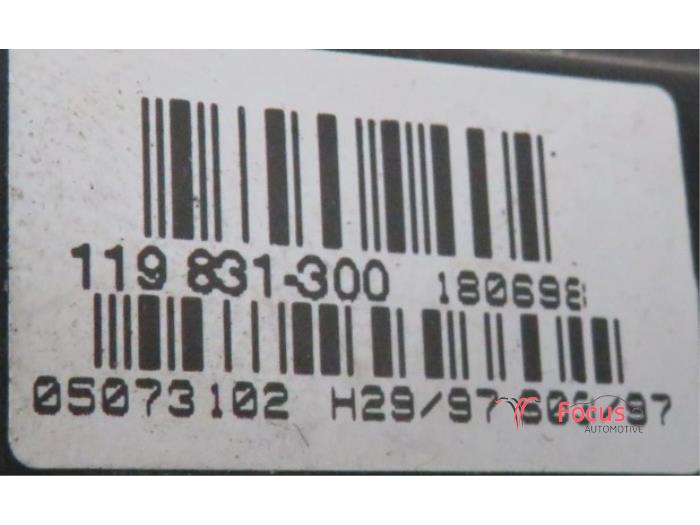 119 831-300 180698
05073102 H29/97
Focus
AUTOMOTIVE